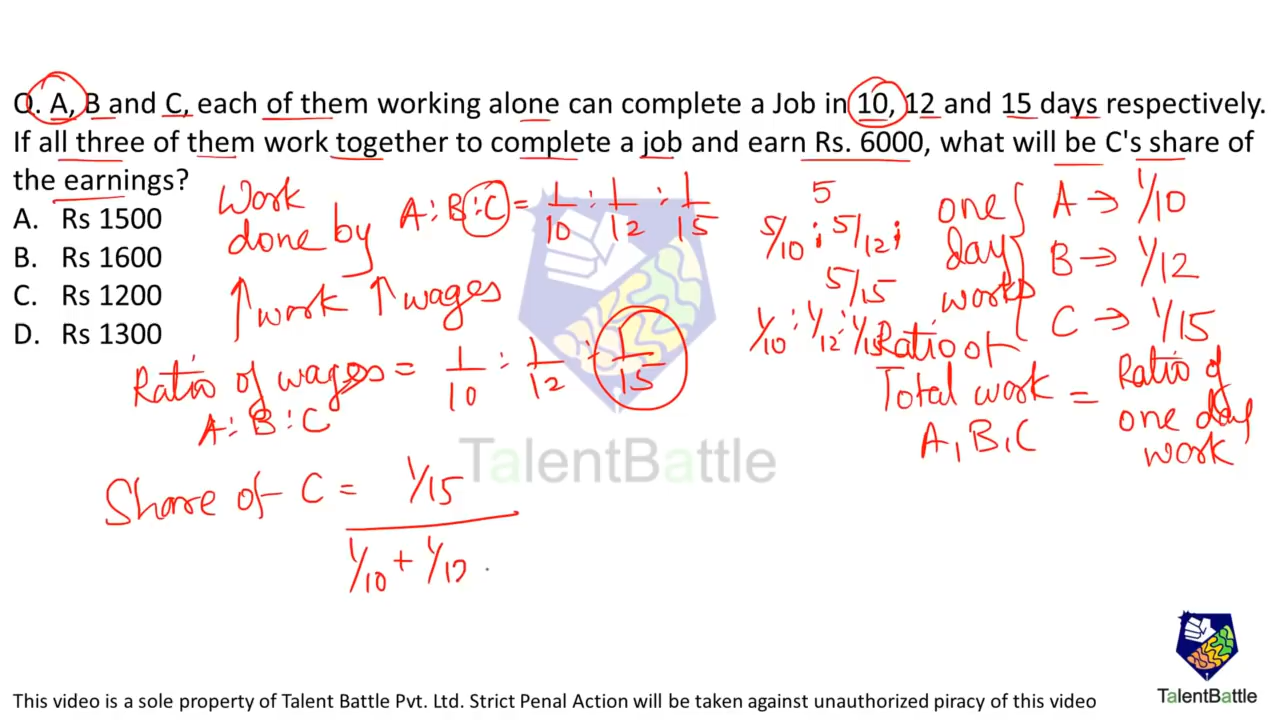 Q. A, B and C, each of them working alone can complete a Job in 10, 12 and 15 days respectively.
If all three of them work together to complete a job and earn Rs. 6000, what will be C's share of
the earnings?
A. Rs 1500
B. Rs 1600
C. Rs 1200
D. Rs 1300
Work
done by
A : B : C = 1/10 : 1/12 : 1/15
↑ work ↑ wages
Ratio of wages = 1/10 : 1/12 : 1/15
A : B : C
Share of C = 1/15
1/10 + 1/12
5
5/10 : 5/12 :
5/15
1/10 : 1/12 : 1/15
one
day
work
A → 1/10
B → 1/12
C → 1/15
Ratio of
Total work
A, B, C
=
Ratio of
one day
work
TalentBattle
TalentBattle
This video is a sole property of Talent Battle Pvt. Ltd. Strict Penal Action will be taken against unauthorized piracy of this video